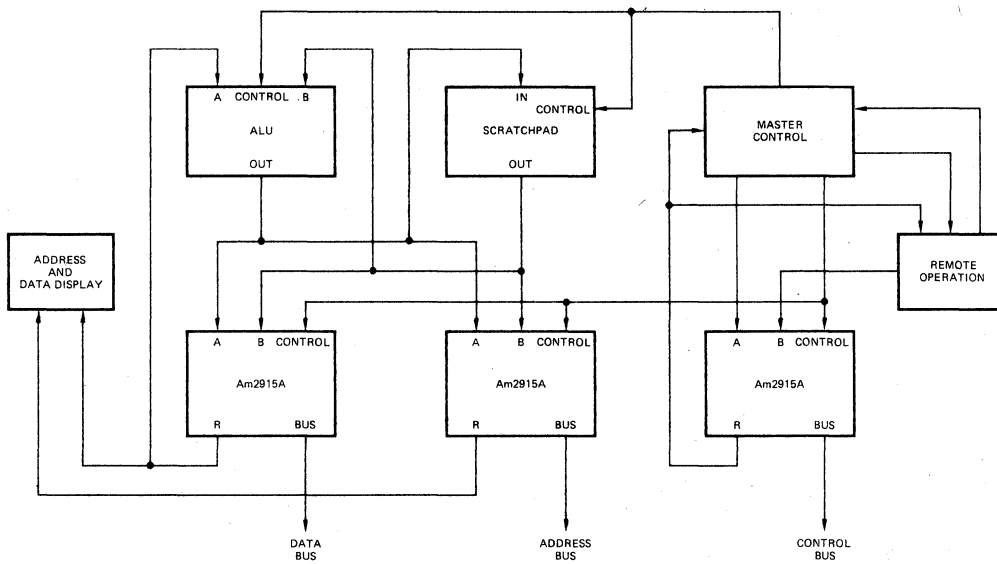 A CONTROL B
ALU
OUT
IN
CONTROL
SCRATCHPAD
OUT
MASTER
CONTROL
ADDRESS
AND
DATA DISPLAY
REMOTE
OPERATION
A B CONTROL
Am2915A
R BUS
A B CONTROL
Am2915A
R BUS
A B CONTROL
Am2915A
R BUS
DATA
BUS
ADDRESS
BUS
CONTROL
BUS